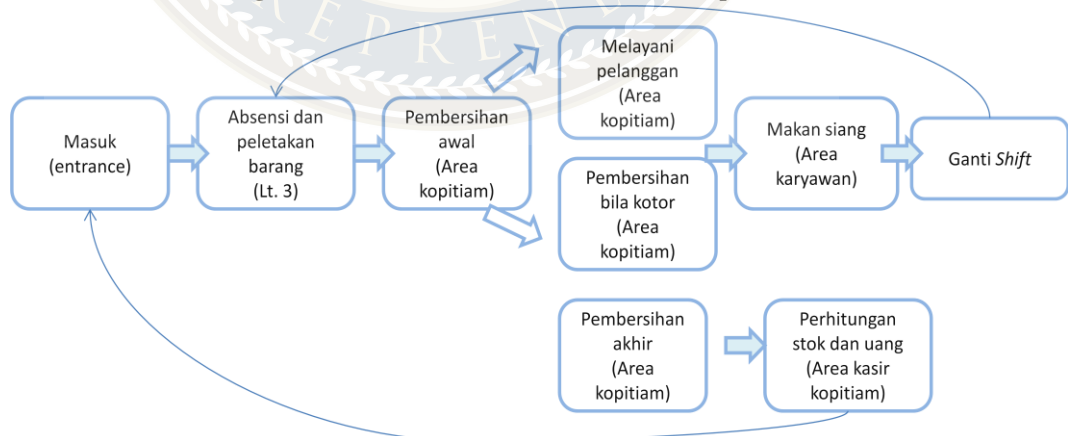 REPREN
Melayani
pelanggan
(Area
kopitiam)
Masuk
(entrance)
Absensi dan
peletakan
barang
(Lt. 3)
Pembersihan
awal
(Area
kopitiam)
Pembersihan
bila kotor
(Area
kopitiam)
Makan siang
(Area
karyawan)
Ganti Shift
Pembersihan
akhir
(Area
kopitiam)
Perhitungan
stok dan uang
(Area kasir
kopitiam)